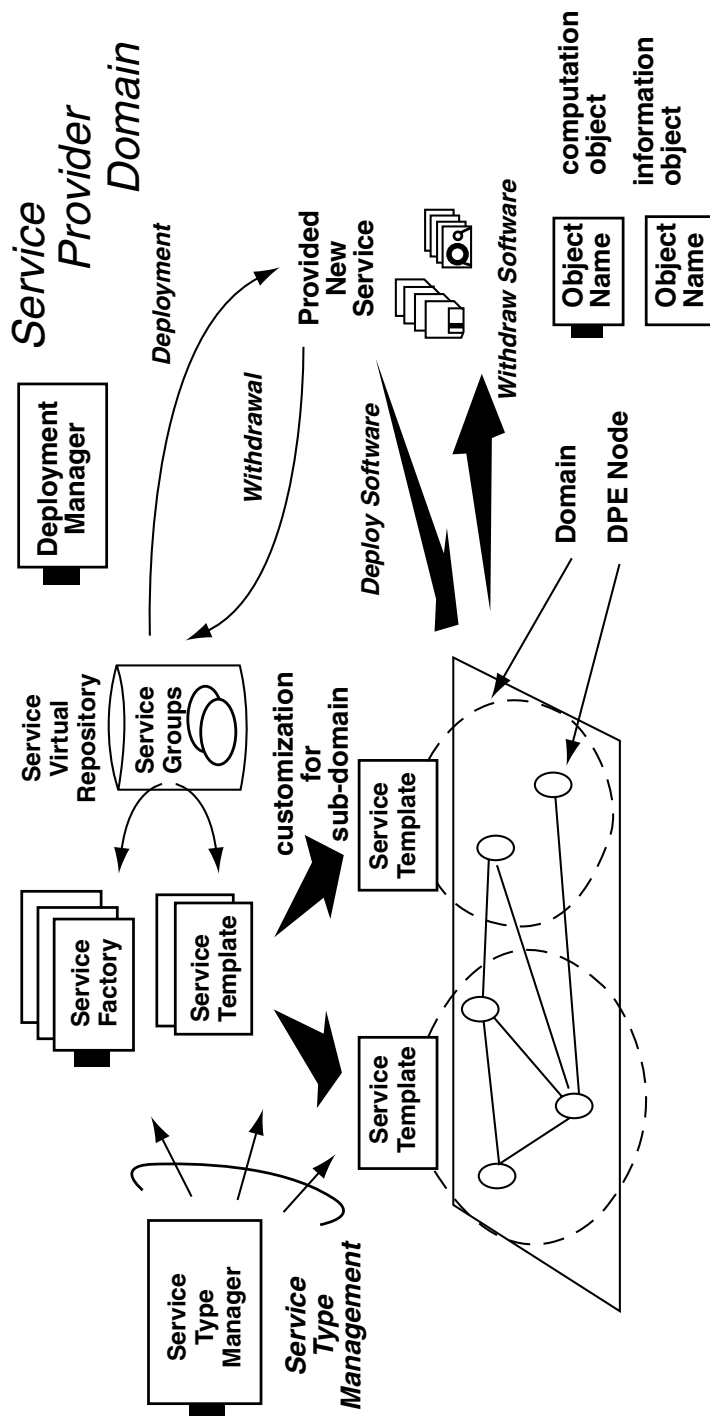 Service
Provider
Domain
Deployment
Manager
Deployment
Withdrawal
Provided
New
Service
Deploy Software
Withdraw Software
Service
Virtual
Repository
Service
Groups
Service
Factory
Service
Template
customization
for
sub-domain
Service
Type
Manager
Service
Type
Management
Service
Template
Service
Template
Domain
DPE Node
Object
Name
computation
object
Object
Name
information
object